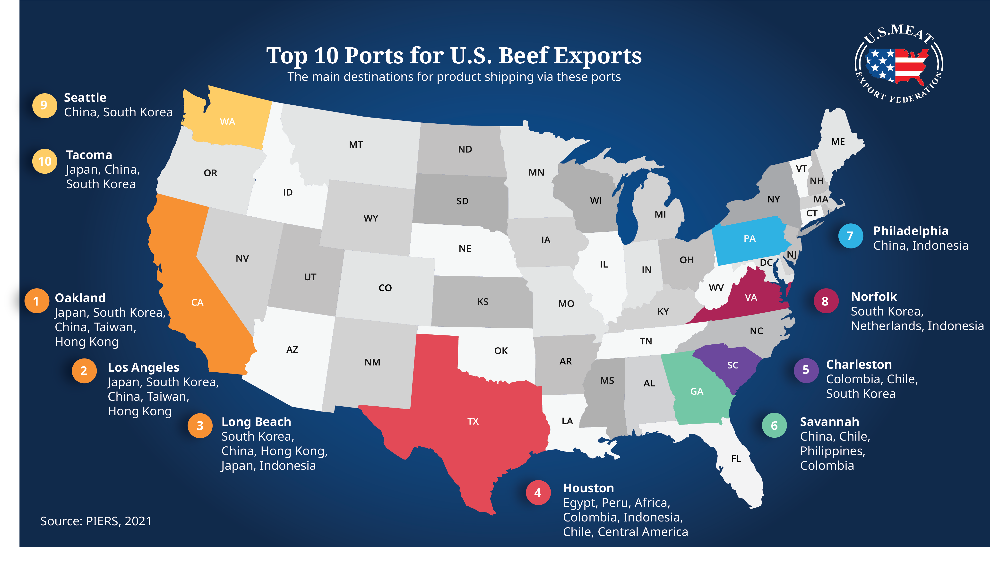 Top 10 Ports for U.S. Beef Exports
The main destinations for product shipping via these ports
U.S.MEAT
EXPORT FEDERATION
9
Seattle
China, South Korea
10
Tacoma
Japan, China,
South Korea
1
Oakland
Japan, South Korea,
China, Taiwan,
Hong Kong
2
Los Angeles
Japan, South Korea,
China, Taiwan,
Hong Kong
3
Long Beach
South Korea,
China, Hong Kong,
Japan, Indonesia
4
Houston
Egypt, Peru, Africa,
Colombia, Indonesia,
Chile, Central America
7
Philadelphia
China, Indonesia
8
Norfolk
South Korea,
Netherlands, Indonesia
5
Charleston
Colombia, Chile,
South Korea
6
Savannah
China, Chile,
Philippines,
Colombia
WA
OR
CA
ID
NV
MT
WY
UT
AZ
CO
NM
ND
SD
NE
KS
OK
TX
MN
IA
MO
AR
LA
WI
IL
MI
IN
OH
KY
TN
MS
AL
GA
FL
SC
NC
VA
WV
DC
PA
NJ
NY
CT
MA
VT
NH
ME
Source: PIERS, 2021